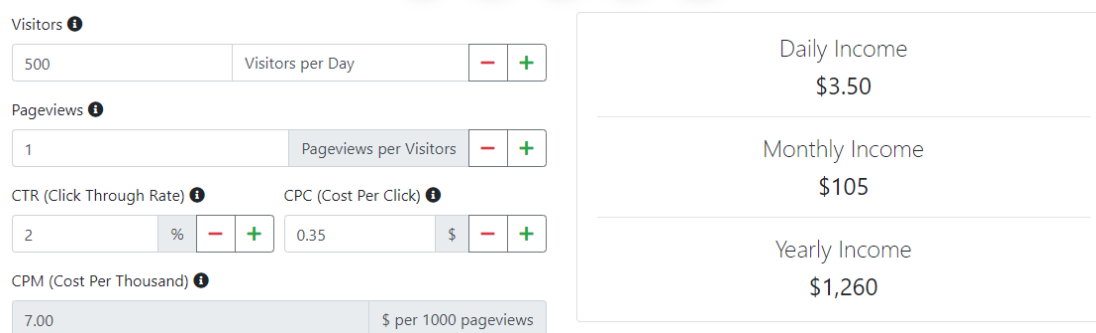 Visitors
500 Visitors per Day
Pageviews
1 Pageviews per Visitors
CTR (Click Through Rate) CPC (Cost Per Click)
2 % 0.35 $
CPM (Cost Per Thousand)
7.00 $ per 1000 pageviews
Daily Income
$3.50
Monthly Income
$105
Yearly Income
$1,260